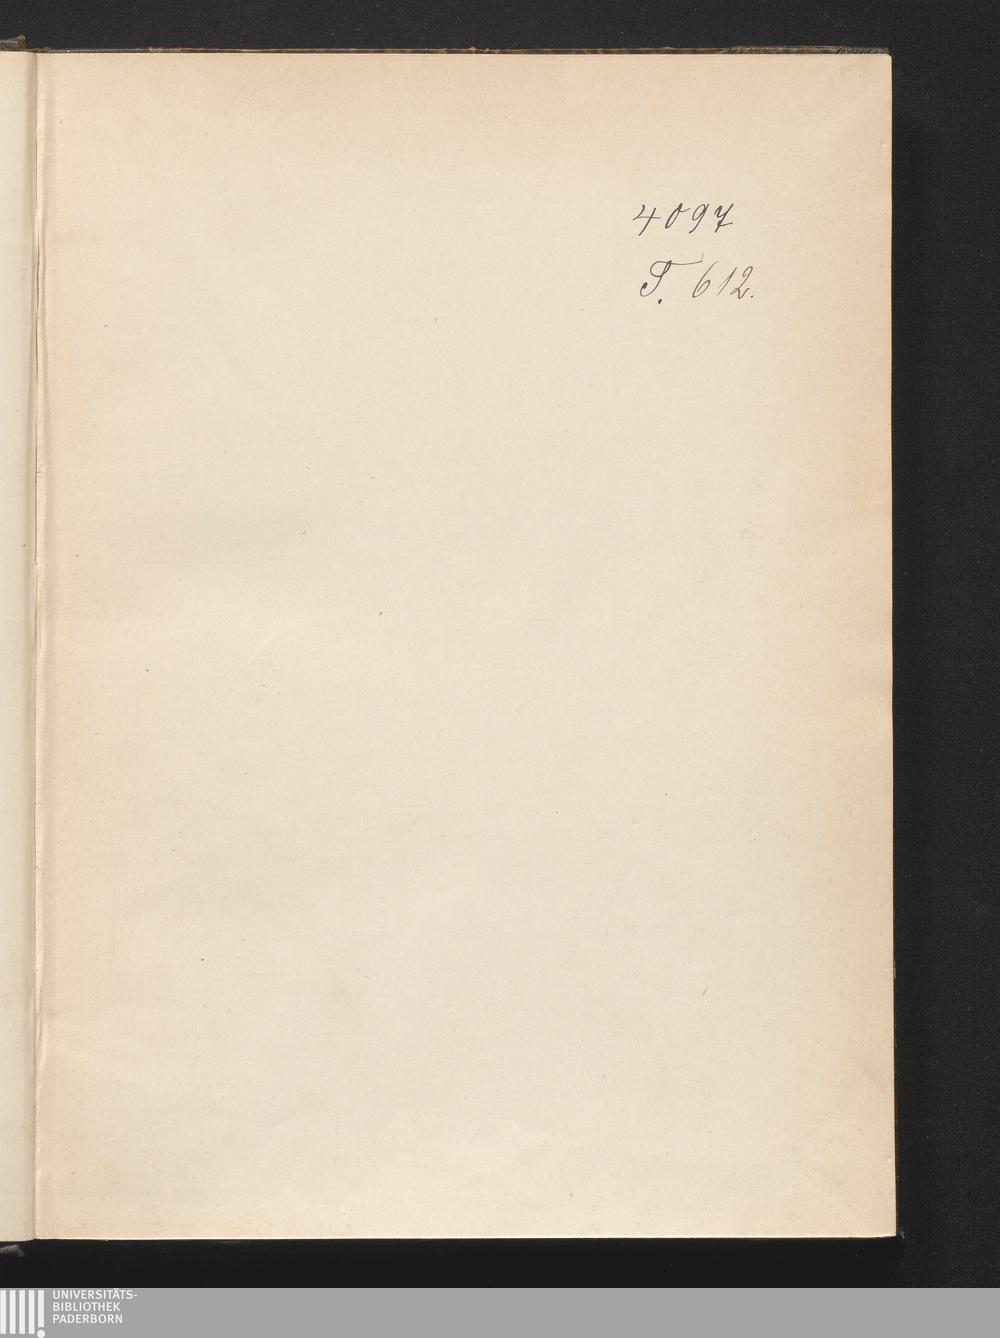 4097
T. 612.
UNIVERSITÄTS-
BIBLIOTHEK
PADERBORN